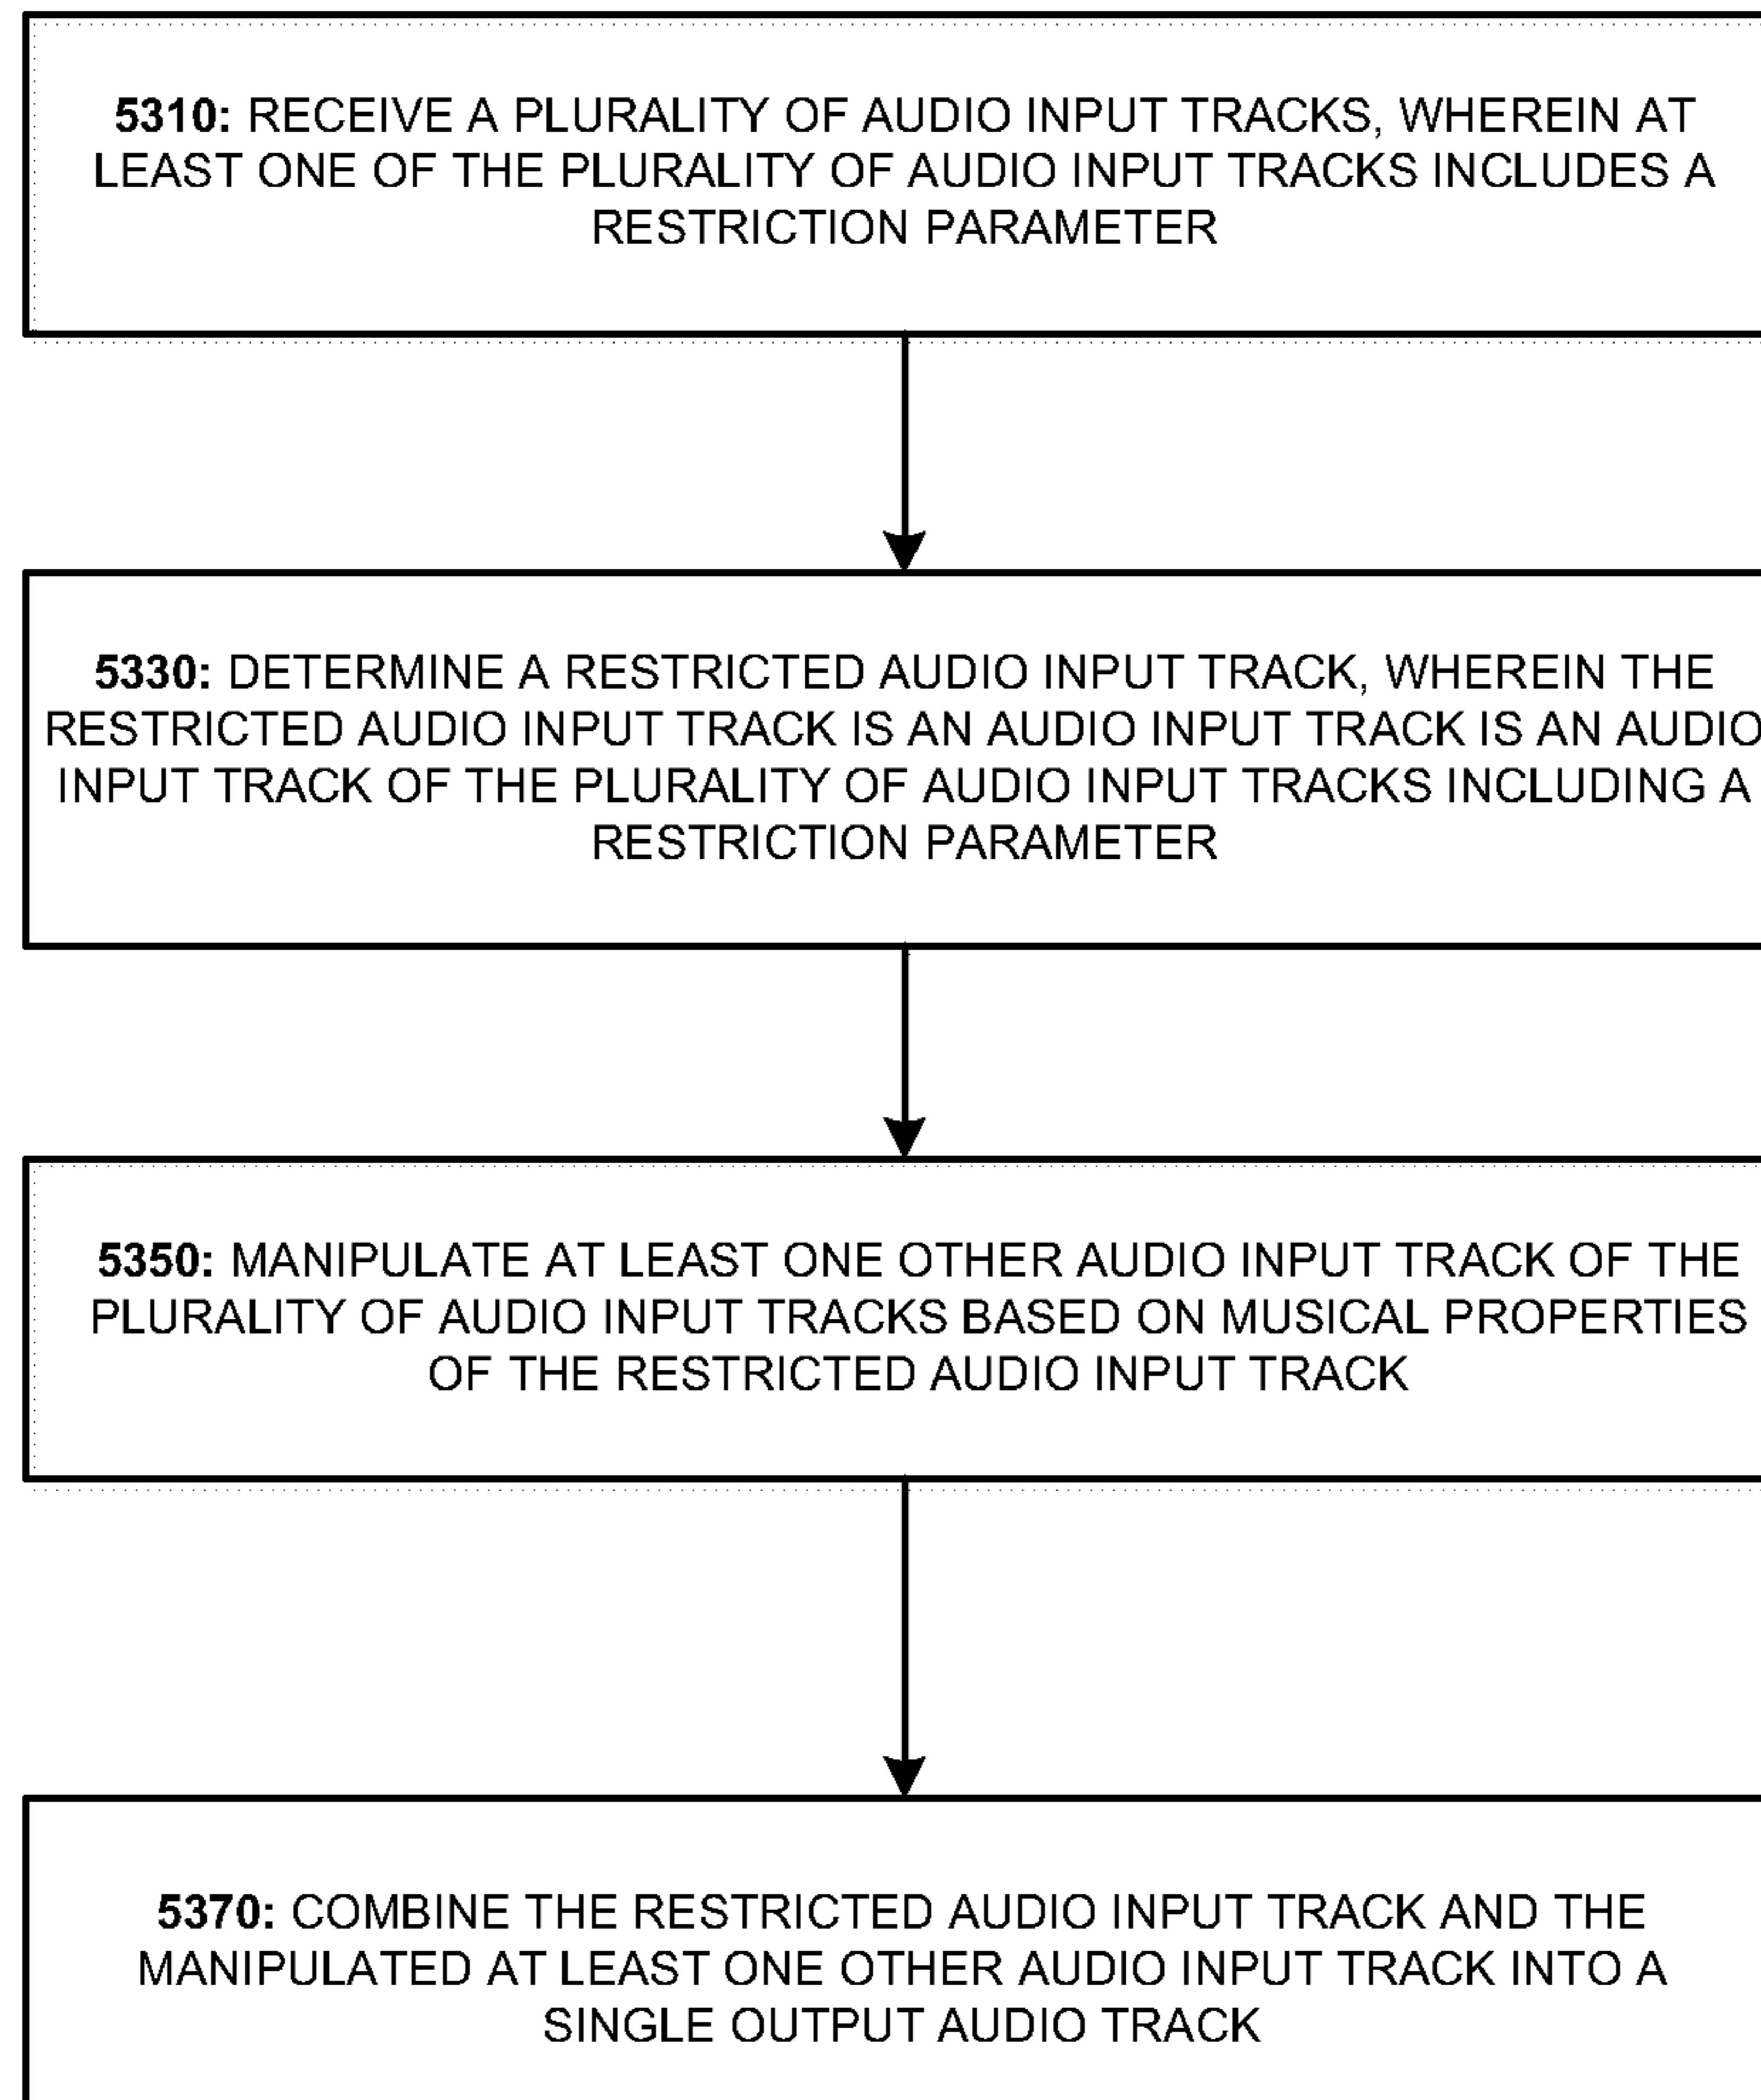 5310: RECEIVE A PLURALITY OF AUDIO INPUT TRACKS, WHEREIN AT
LEAST ONE OF THE PLURALITY OF AUDIO INPUT TRACKS INCLUDES A
RESTRICTION PARAMETER
5330: DETERMINE A RESTRICTED AUDIO INPUT TRACK, WHEREIN THE
RESTRICTED AUDIO INPUT TRACK IS AN AUDIO INPUT TRACK IS AN AUDIO
INPUT TRACK OF THE PLURALITY OF AUDIO INPUT TRACKS INCLUDING A
RESTRICTION PARAMETER
5350: MANIPULATE AT LEAST ONE OTHER AUDIO INPUT TRACK OF THE
PLURALITY OF AUDIO INPUT TRACKS BASED ON MUSICAL PROPERTIES
OF THE RESTRICTED AUDIO INPUT TRACK
5370: COMBINE THE RESTRICTED AUDIO INPUT TRACK AND THE
MANIPULATED AT LEAST ONE OTHER AUDIO INPUT TRACK INTO A
SINGLE OUTPUT AUDIO TRACK